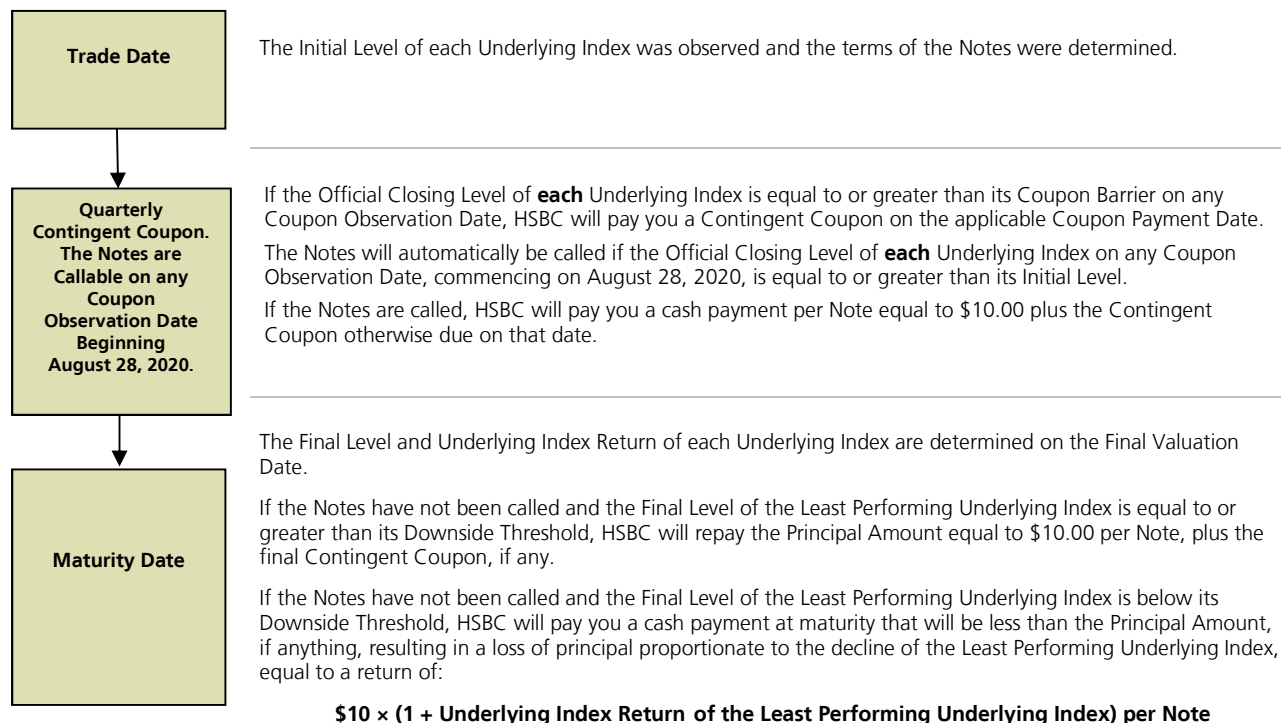 Trade Date
The Initial Level of each Underlying Index was observed and the terms of the Notes were determined.
Quarterly
Contingent Coupon.
The Notes are
Callable on any
Coupon
Observation Date
Beginning
August 28, 2020.
If the Official Closing Level of each Underlying Index is equal to or greater than its Coupon Barrier on any
Coupon Observation Date, HSBC will pay you a Contingent Coupon on the applicable Coupon Payment Date.
The Notes will automatically be called if the Official Closing Level of each Underlying Index on any Coupon
Observation Date, commencing on August 28, 2020, is equal to or greater than its Initial Level.
If the Notes are called, HSBC will pay you a cash payment per Note equal to $10.00 plus the Contingent
Coupon otherwise due on that date.
Maturity Date
The Final Level and Underlying Index Return of each Underlying Index are determined on the Final Valuation
Date.
If the Notes have not been called and the Final Level of the Least Performing Underlying Index is equal to or
greater than its Downside Threshold, HSBC will repay the Principal Amount equal to $10.00 per Note, plus the
final Contingent Coupon, if any.
If the Notes have not been called and the Final Level of the Least Performing Underlying Index is below its
Downside Threshold, HSBC will pay you a cash payment at maturity that will be less than the Principal Amount,
if anything, resulting in a loss of principal proportionate to the decline of the Least Performing Underlying Index,
equal to a return of:
$10 × (1 + Underlying Index Return of the Least Performing Underlying Index) per Note